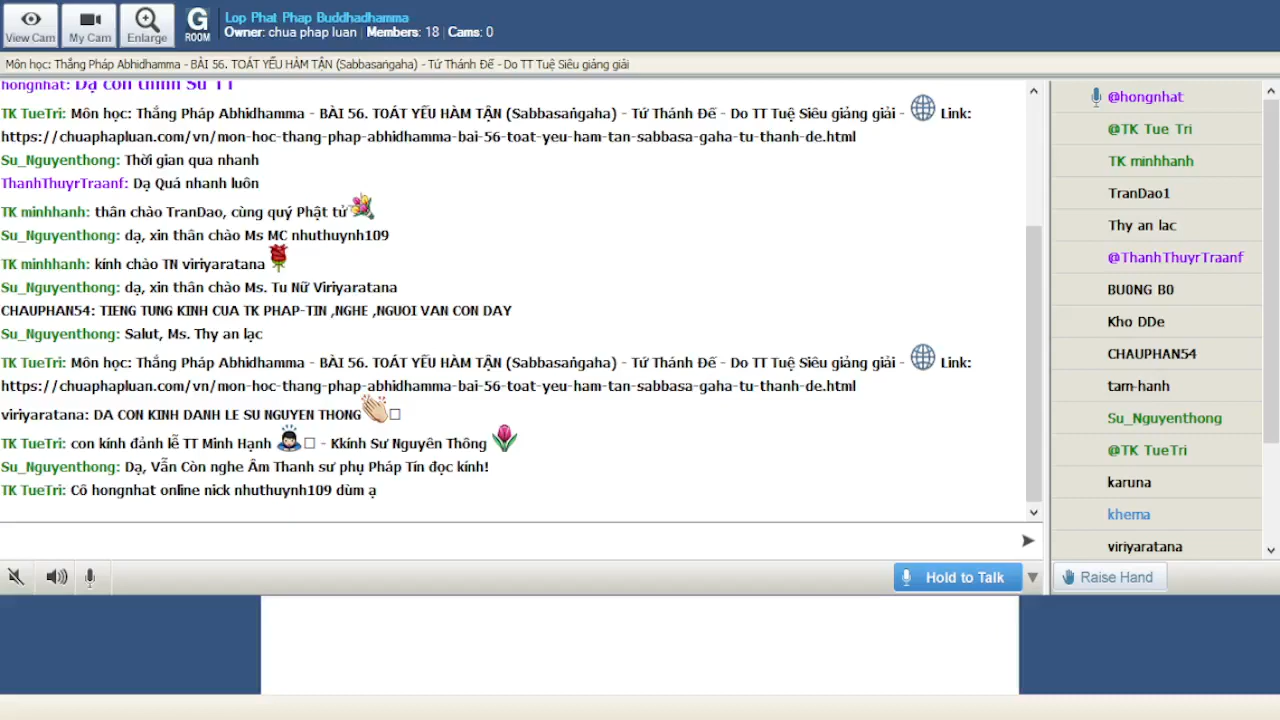 View Cam
My Cam
Enlarge
G
ROOM
Lop Phat Phap Buddhadhamma
Owner: chua phap luan | Members: 18 | Cams: 0
Môn học: Thắng Pháp Abhidhamma - BÀI 56. TOÁT YẾU HÀM TẬN (Sabbasaṅgaha) - Tứ Thánh Đế - Do TT Tuệ Siêu giảng giải
hongnhat: Dạ con thỉnh Sư TT
TK TueTri: Môn học: Thắng Pháp Abhidhamma - BÀI 56. TOÁT YẾU HÀM TẬN (Sabbasaṅgaha) - Tứ Thánh Đế - Do TT Tuệ Siêu giảng giải - Link:
https://chuaphapluan.com/vn/mon-hoc-thang-phap-abhidhamma-bai-56-toat-yeu-ham-tan-sabbasa-gaha-tu-thanh-de.html
Su_Nguyenthong: Thời gian qua nhanh
ThanhThuyrTraanf: Dạ Quá nhanh luôn
TK minhhanh: thân chào TranDao, cùng quý Phật tử
Su_Nguyenthong: dạ, xin thân chào Ms MC nhuthuynh109
TK minhhanh: kính chào TN viriyaratana
Su_Nguyenthong: dạ, xin thân chào Ms. Tu Nữ Viriyaratana
CHAUPHAN54: TIENG TUNG KINH CUA TK PHAP-TIN ,NGHE ,NGUOI VAN CON DAY
Su_Nguyenthong: Salut, Ms. Thy an lạc
TK TueTri: Môn học: Thắng Pháp Abhidhamma - BÀI 56. TOÁT YẾU HÀM TẬN (Sabbasaṅgaha) - Tứ Thánh Đế - Do TT Tuệ Siêu giảng giải - Link:
https://chuaphapluan.com/vn/mon-hoc-thang-phap-abhidhamma-bai-56-toat-yeu-ham-tan-sabbasa-gaha-tu-thanh-de.html
viriyaratana: DA CON KINH DANH LE SU NGUYEN THONG
TK TueTri: con kính đảnh lễ TT Minh Hạnh - Kkính Sư Nguyên Thông
Su_Nguyenthong: Dạ, Vẫn Còn nghe Âm Thanh sư phụ Pháp Tín đọc kính!
TK TueTri: Cô hongnhat online nick nhuthuynh109 dùm ạ
@hongnhat
@TK Tue Tri
TK minhhanh
TranDao1
Thy an lac
@ThanhThuyrTraanf
BU0NG B0
Kho DDe
CHAUPHAN54
tam-hanh
Su_Nguyenthong
@TK TueTri
karuna
khema
viriyaratana
Hold to Talk
Raise Hand